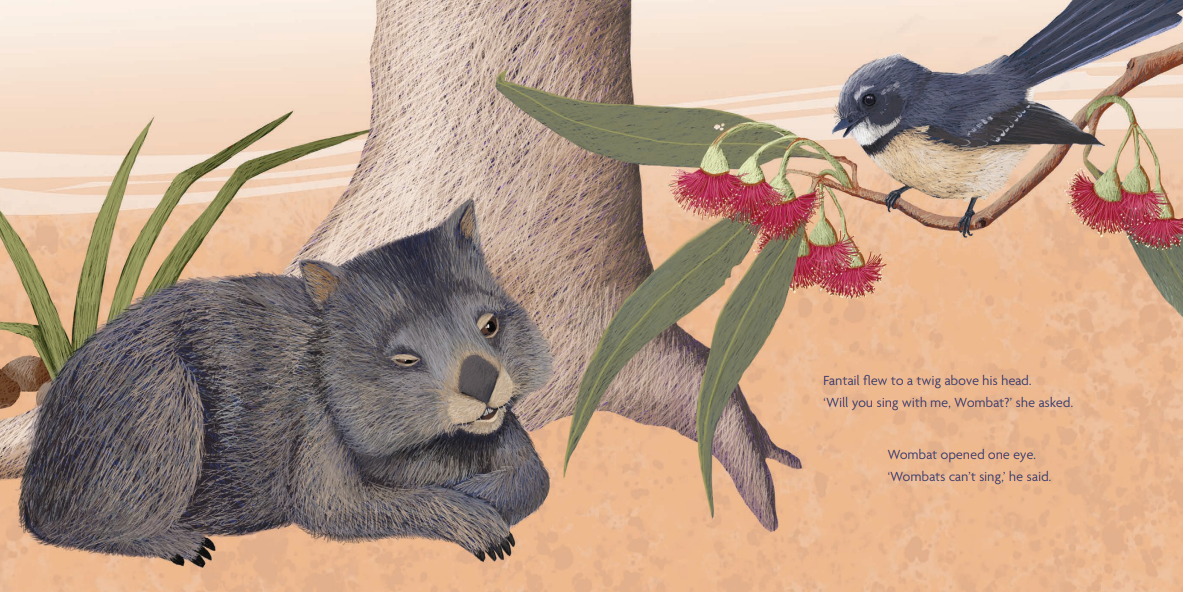 Fantail flew to a twig above his head.
‘Will you sing with me, Wombat?’ she asked.
Wombat opened one eye.
‘Wombats can’t sing,’ he said.